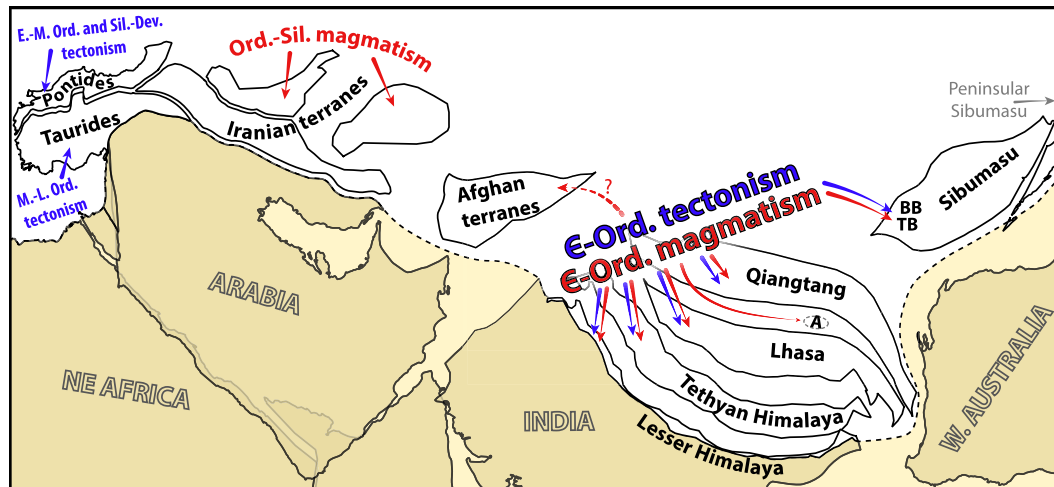 E.-M. Ord. and Sil.-Dev.
tectonism
Ord.-Sil. magmatism
Pontides
Taurides
Iranian terranes
M.-L. Ord.
tectonism
Peninsular
Sibumasu
Sibumasu
BB
TB
Afghan
terranes
?
Є-Ord. tectonism
Є-Ord. magmatism
Qiangtang
A
Lhasa
Tethyan Himalaya
Lesser Himalaya
ARABIA
NE AFRICA
INDIA
W. AUSTRALIA